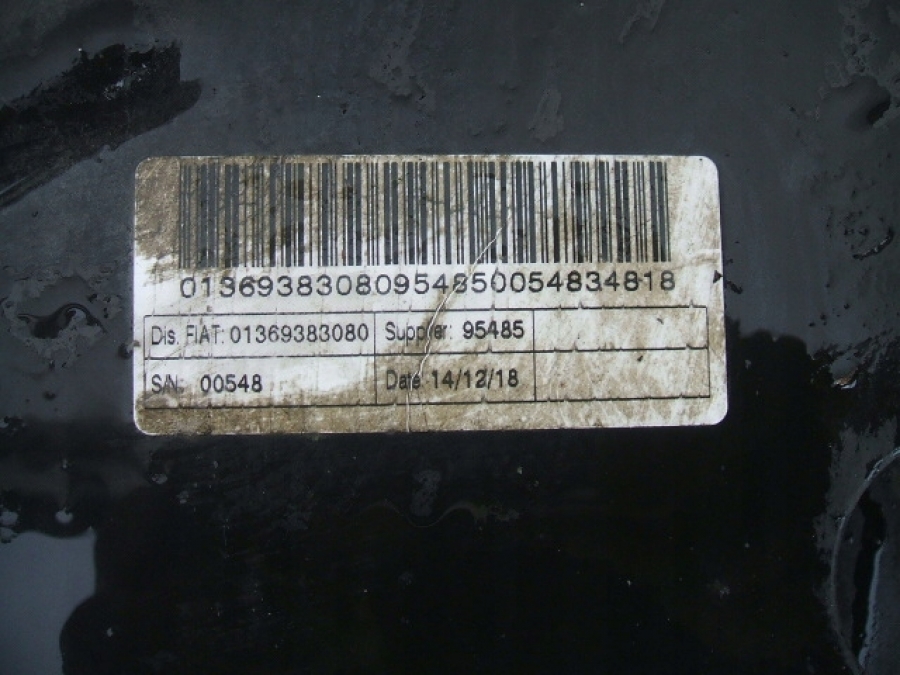 01369383080954850054834818
Dis. FIAT: 01369383080 Supplier: 95485
S/N: 00548 Date 14/12/18